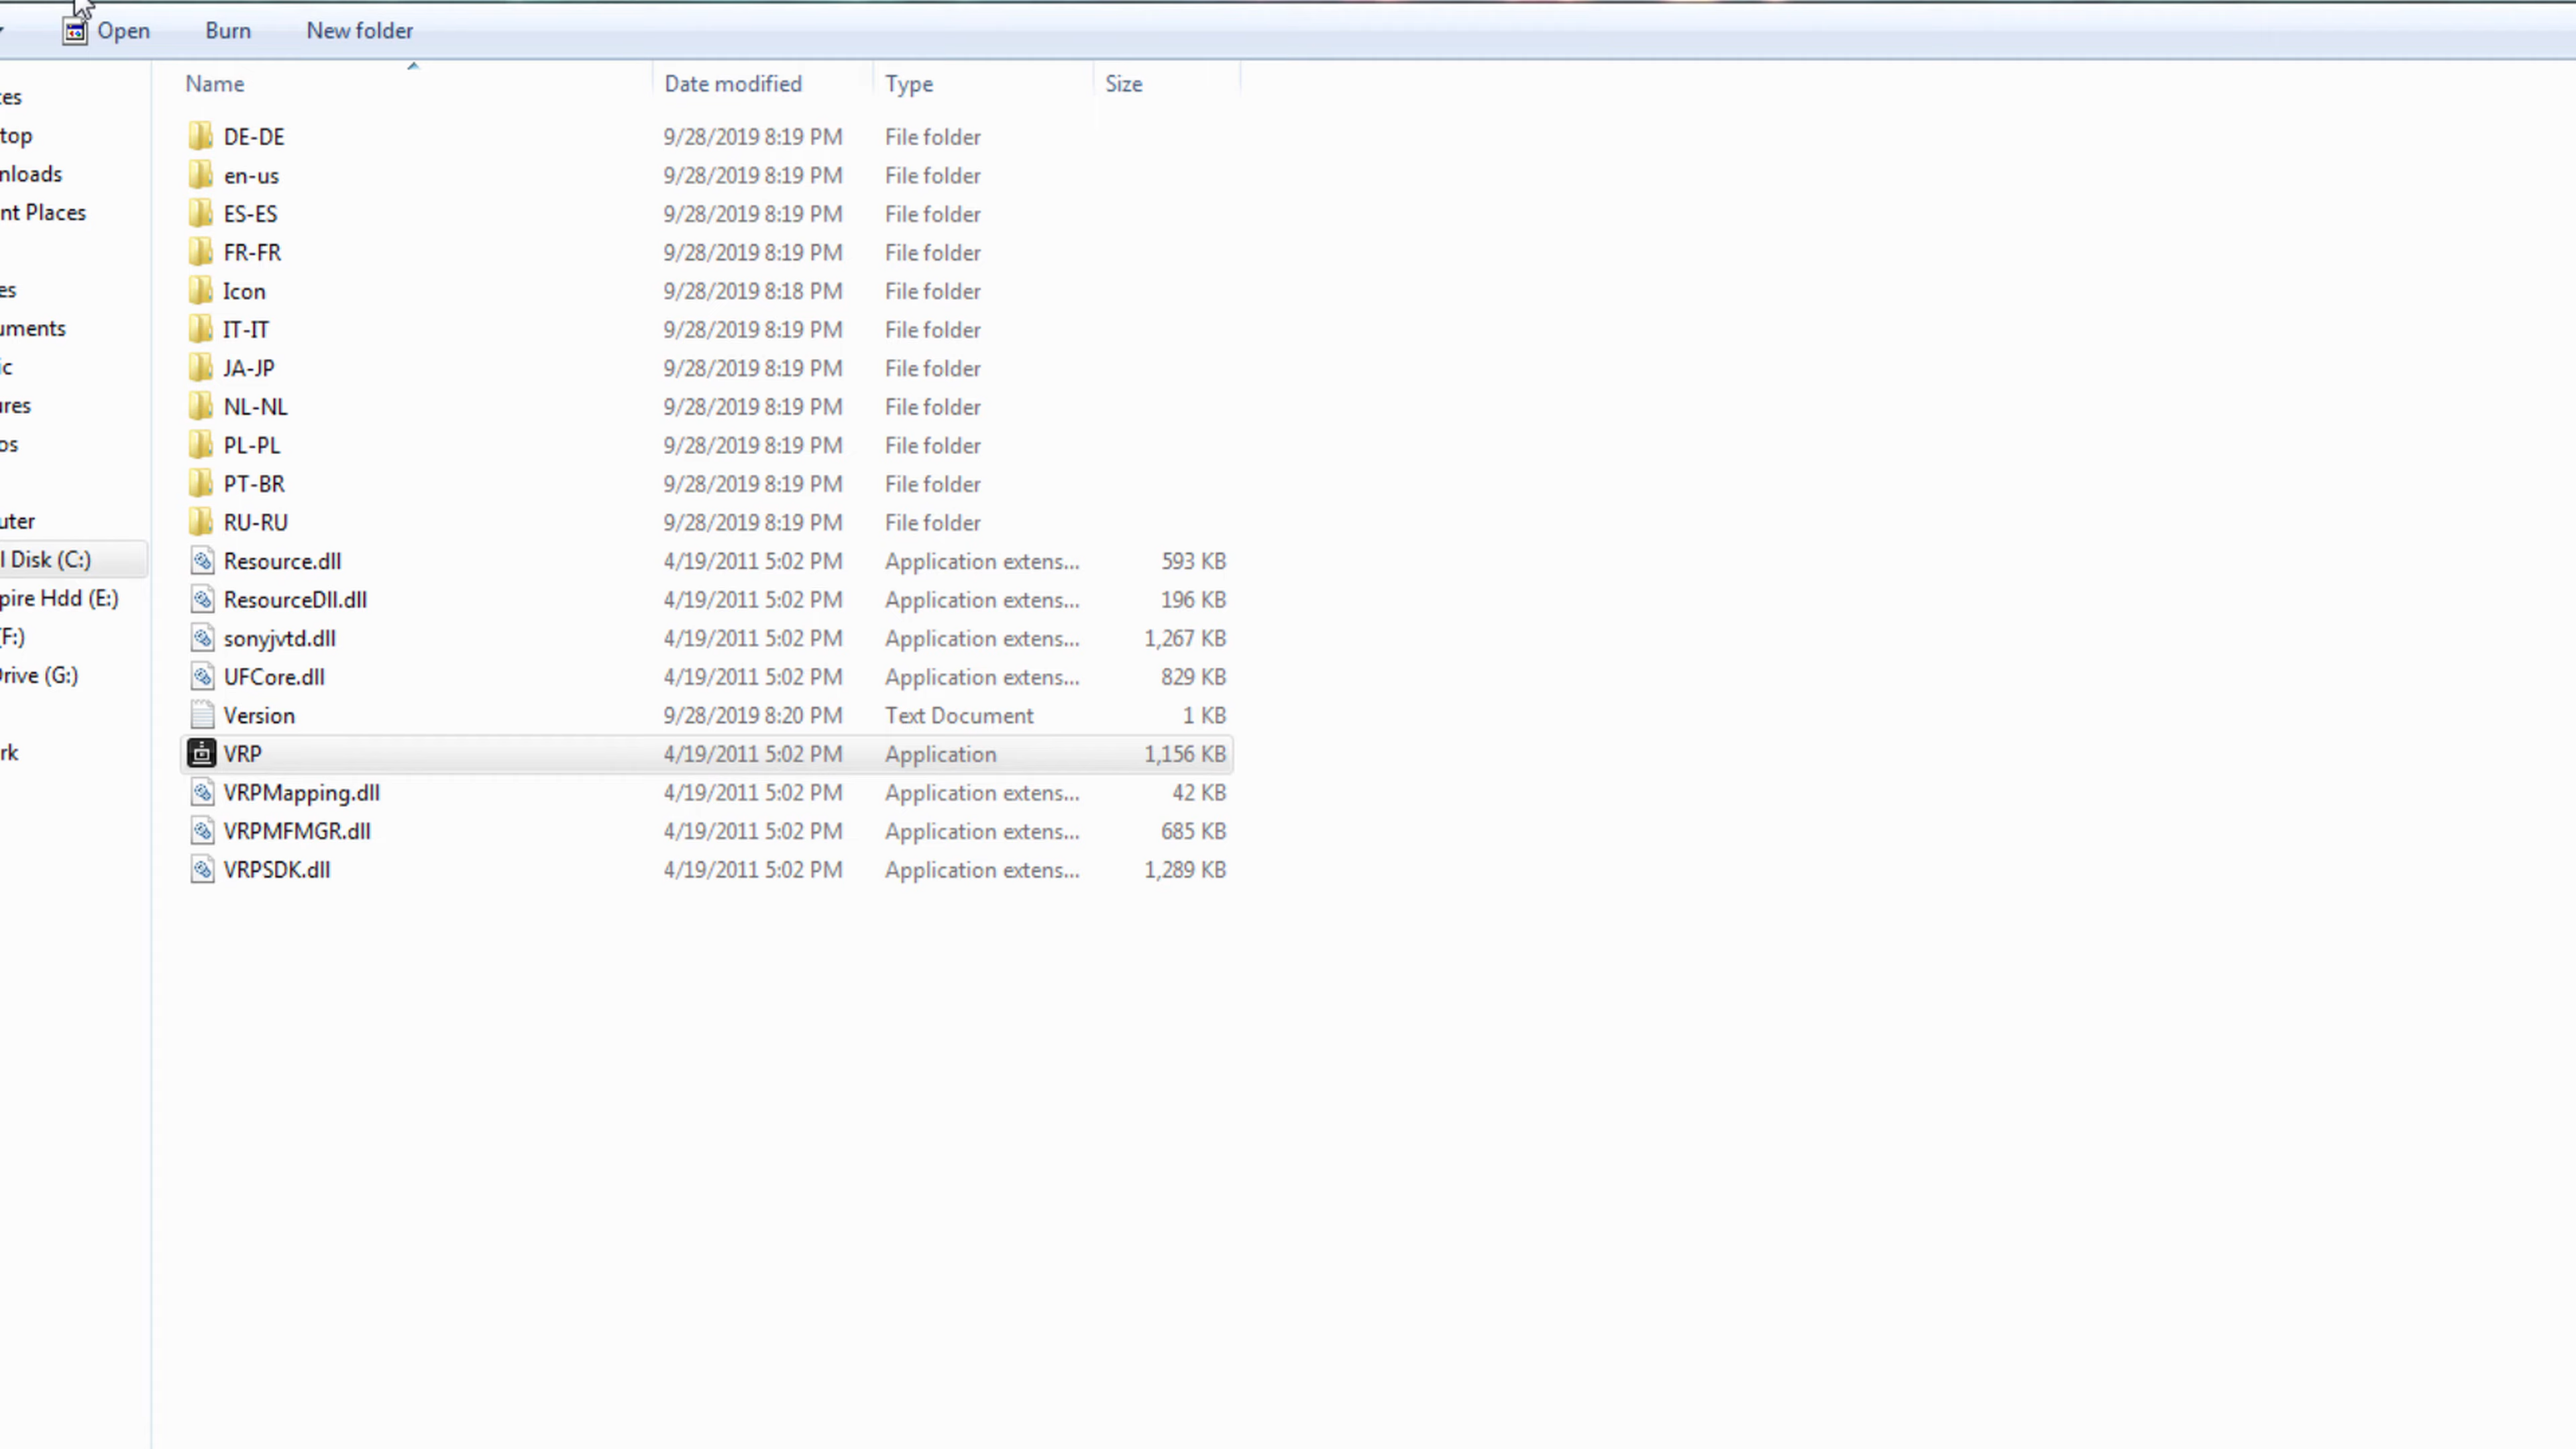 Open Burn New folder
Name Date modified Type Size
tes
top
nloads
nt Places
es
uments
ic
ures
os
uter
l Disk (C:)
pire Hdd (E:)
(F:)
Drive (G:)
rk
DE-DE 9/28/2019 8:19 PM File folder
en-us 9/28/2019 8:19 PM File folder
ES-ES 9/28/2019 8:19 PM File folder
FR-FR 9/28/2019 8:19 PM File folder
Icon 9/28/2019 8:18 PM File folder
IT-IT 9/28/2019 8:19 PM File folder
JA-JP 9/28/2019 8:19 PM File folder
NL-NL 9/28/2019 8:19 PM File folder
PL-PL 9/28/2019 8:19 PM File folder
PT-BR 9/28/2019 8:19 PM File folder
RU-RU 9/28/2019 8:19 PM File folder
Resource.dll 4/19/2011 5:02 PM Application extens... 593 KB
ResourceDll.dll 4/19/2011 5:02 PM Application extens... 196 KB
sonyjvtd.dll 4/19/2011 5:02 PM Application extens... 1,267 KB
UFCore.dll 4/19/2011 5:02 PM Application extens... 829 KB
Version 9/28/2019 8:20 PM Text Document 1 KB
VRP 4/19/2011 5:02 PM Application 1,156 KB
VRPMapping.dll 4/19/2011 5:02 PM Application extens... 42 KB
VRPMFMGR.dll 4/19/2011 5:02 PM Application extens... 685 KB
VRPSDK.dll 4/19/2011 5:02 PM Application extens... 1,289 KB